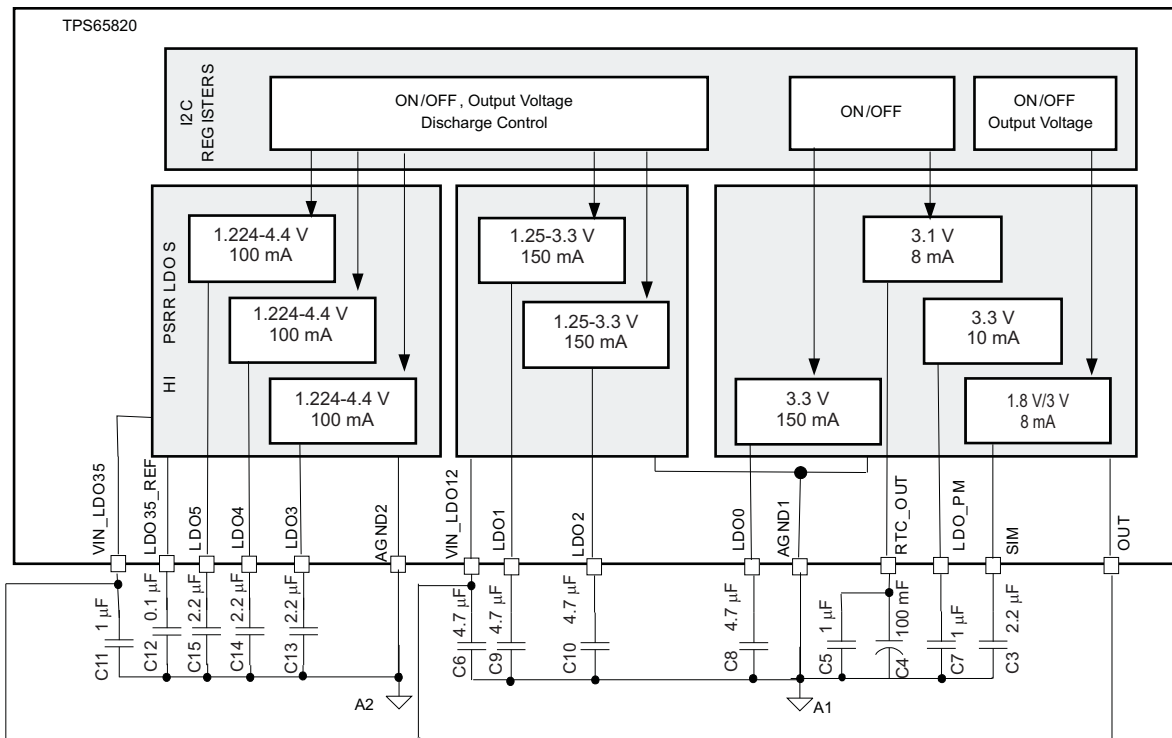 TPS65820
I2C
REGISTERS
ON/OFF, Output Voltage
Discharge Control
ON/OFF
ON/OFF
Output Voltage
HI PSRR LDO S
1.224-4.4 V
100 mA
1.224-4.4 V
100 mA
1.224-4.4 V
100 mA
1.25-3.3 V
150 mA
1.25-3.3 V
150 mA
3.1 V
8 mA
3.3 V
10 mA
3.3 V
150 mA
1.8 V/3 V
8 mA
VIN_LDO35
LDO35_REF
LDO5
LDO4
LDO3
AGND2
VIN_LDO12
LDO1
LDO2
LDO0
AGND1
RTC_OUT
LDO_PM
SIM
OUT
C11 1 μF
C12 0.1 μF
C15 2.2 μF
C14 2.2 μF
C13 2.2 μF
C6 4.7 μF
C9 4.7 μF
C10 4.7 μF
C8 4.7 μF
C5 1 μF
C4 100 mF
C7 1 μF
C3 2.2 μF
A2
A1